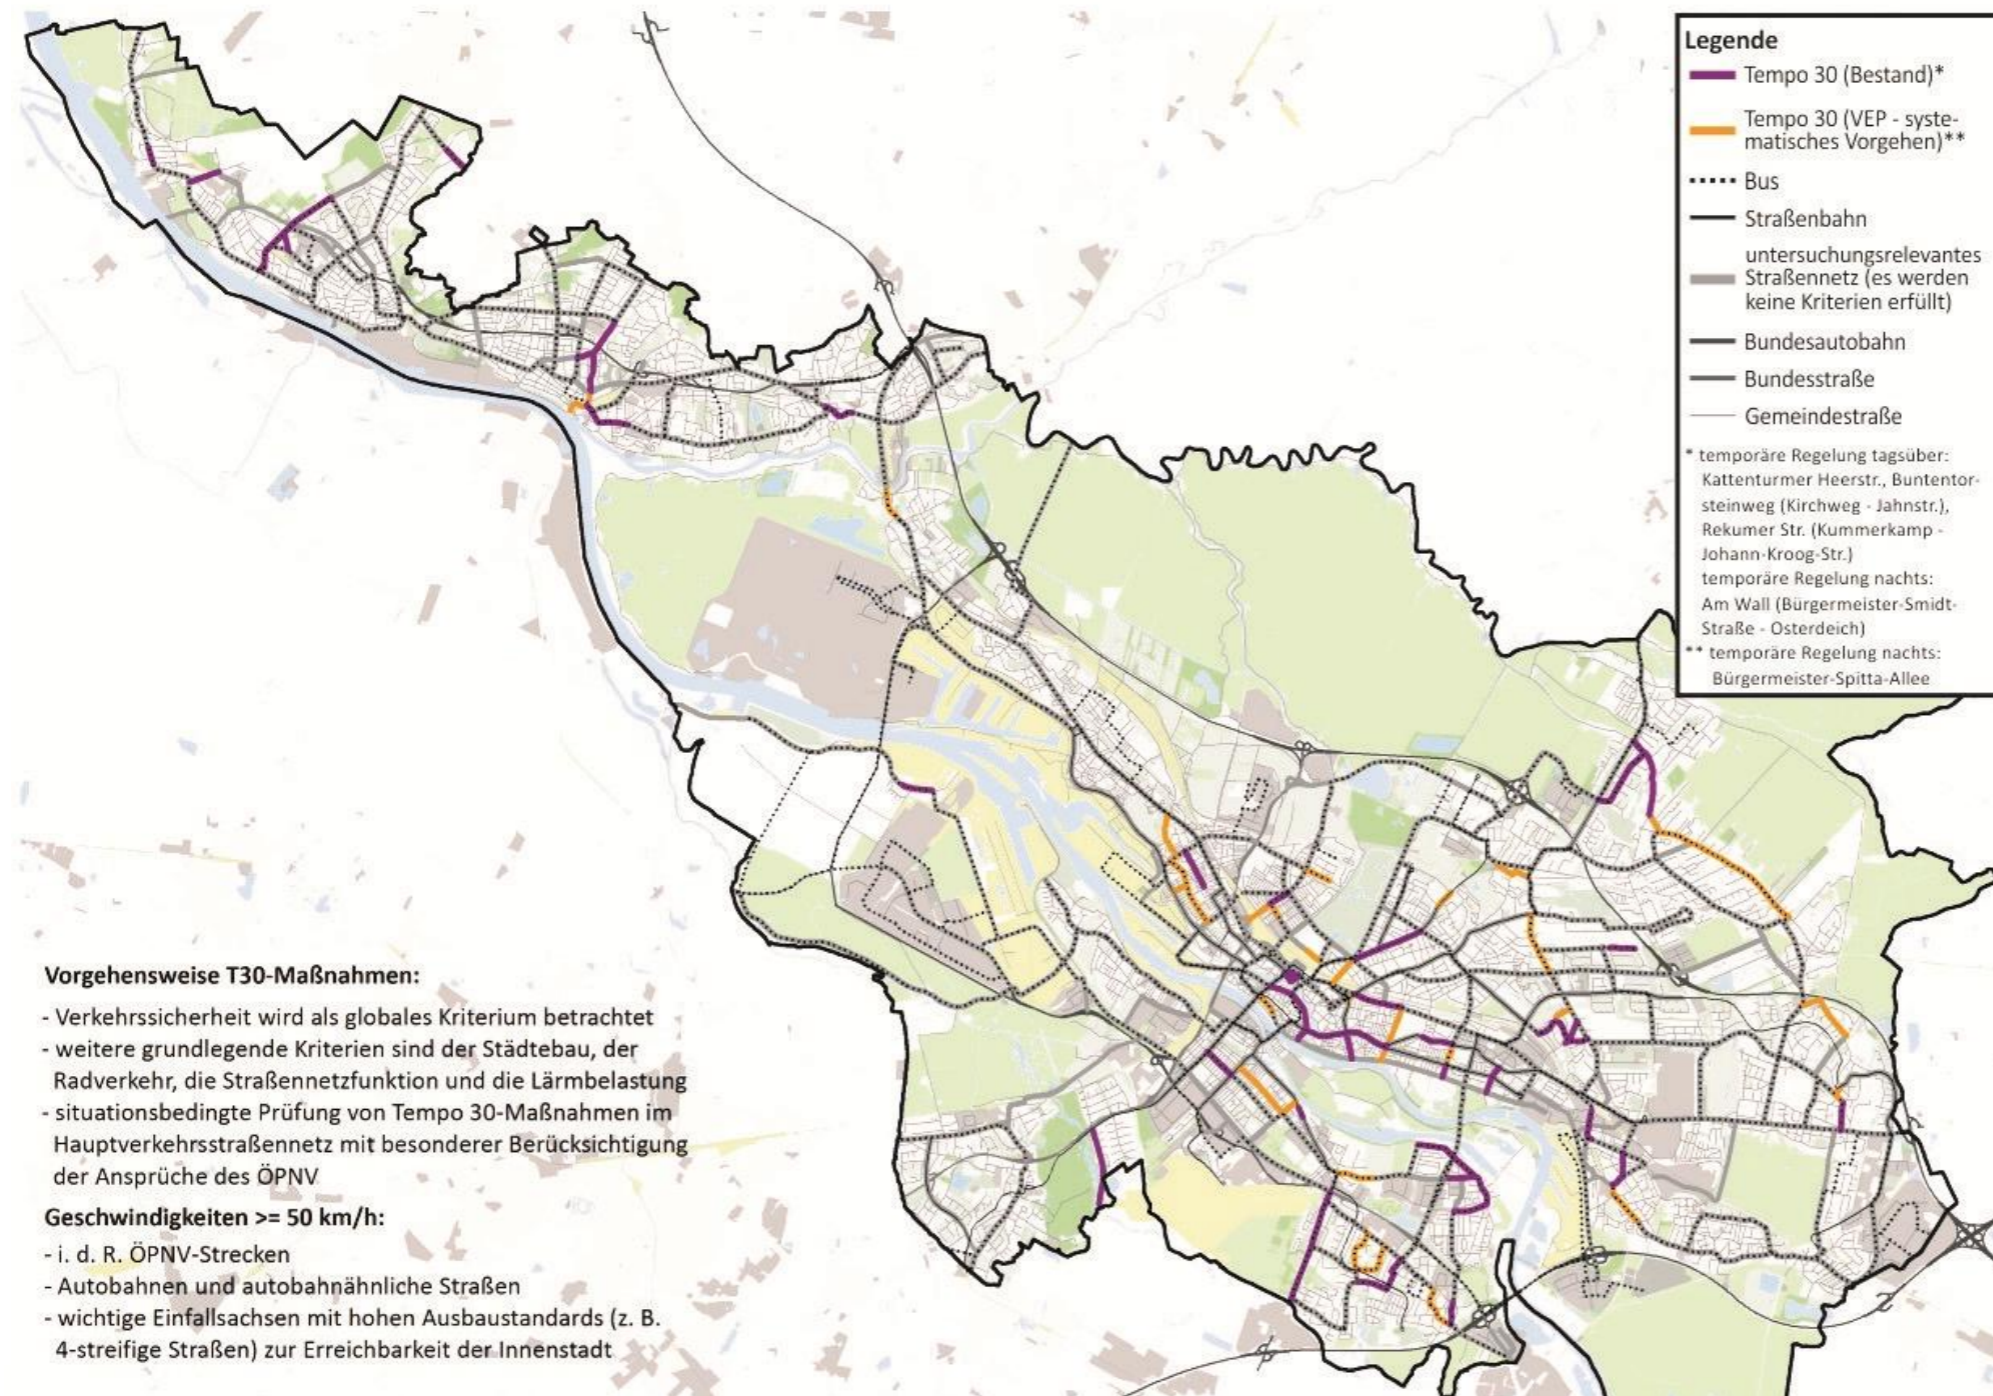 Legende
Tempo 30 (Bestand)*
Tempo 30 (VEP - syste-
matisches Vorgehen)**
Bus
Straßenbahn
untersuchungsrelevantes
Straßennetz (es werden
keine Kriterien erfüllt)
Bundesautobahn
Bundesstraße
Gemeindestraße
* temporäre Regelung tagsüber:
Kattenturmer Heerstr., Buntentor-
steinweg (Kirchweg - Jahnstr.),
Rekumer Str. (Kummerkamp -
Johann-Kroog-Str.)
temporäre Regelung nachts:
Am Wall (Bürgermeister-Smidt-
Straße - Osterdeich)
** temporäre Regelung nachts:
Bürgermeister-Spitta-Allee
Vorgehensweise T30-Maßnahmen:
- Verkehrssicherheit wird als globales Kriterium betrachtet
- weitere grundlegende Kriterien sind der Städtebau, der
Radverkehr, die Straßennetzfunktion und die Lärmbelastung
- situationsbedingte Prüfung von Tempo 30-Maßnahmen im
Hauptverkehrsstraßennetz mit besonderer Berücksichtigung
der Ansprüche des ÖPNV
Geschwindigkeiten >= 50 km/h:
- i. d. R. ÖPNV-Strecken
- Autobahnen und autobahnähnliche Straßen
- wichtige Einfallsachsen mit hohen Ausbaustandards (z. B.
4-streifige Straßen) zur Erreichbarkeit der Innenstadt